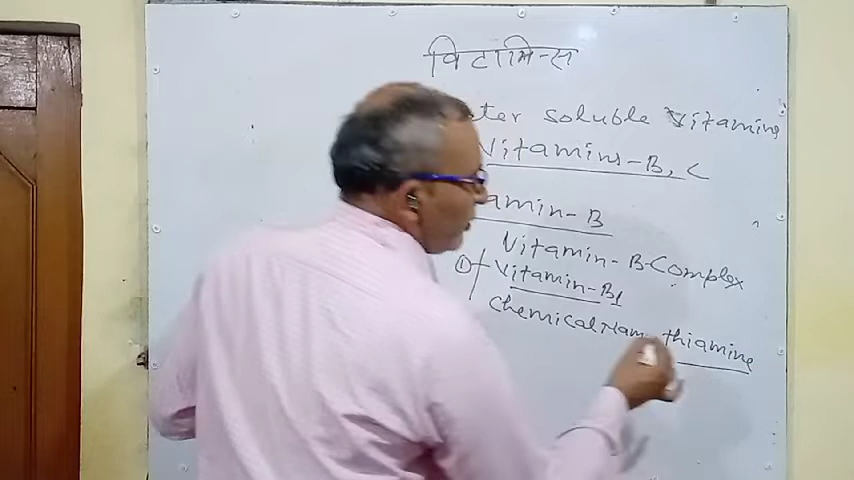 विटामिन्स
ter soluble Vitamins
Vitamins-B, C
amin-B
Vitamin-B-Complex
① Vitamin-B1
Chemical Nam thiamine